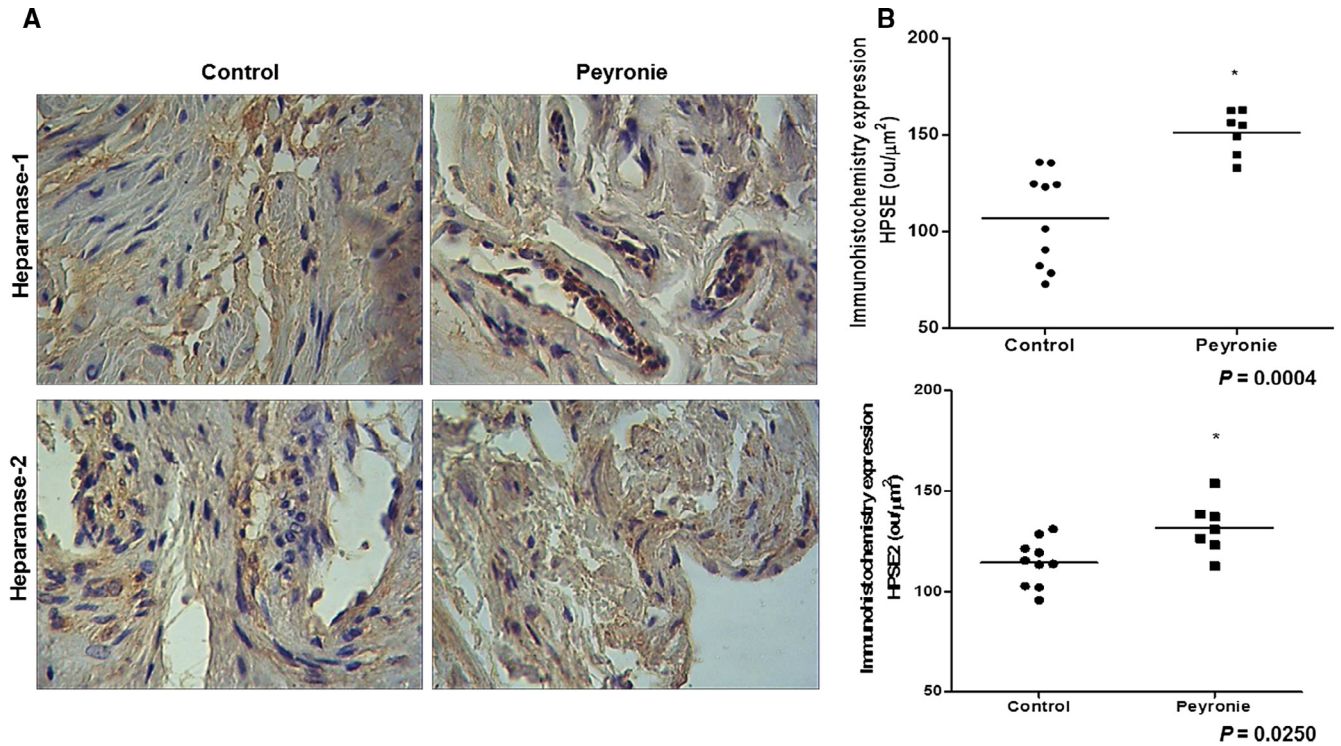 A
Control
Peyronie
Heparanase-1
Heparanase-2
B
Immunohistochemistry expression
HPSE (ou/μm²)
200
*
150
100
50
Control
Peyronie
P = 0.0004
Immunohistochemistry expression
HPSE2 (ou/μm²)
200
*
150
100
50
Control
Peyronie
P = 0.0250